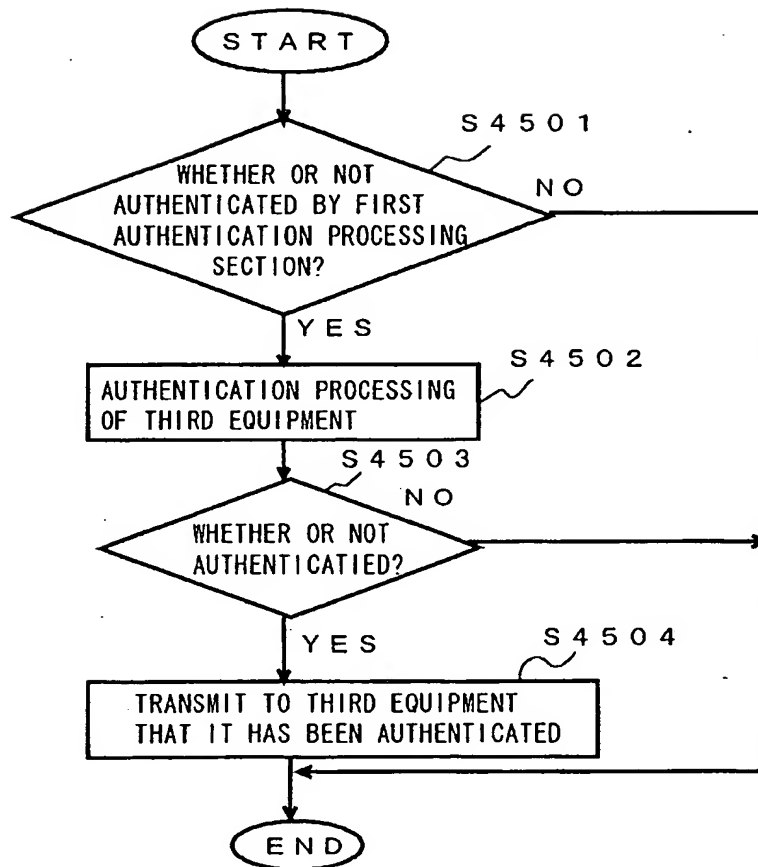 START
S4501
WHETHER OR NOT
AUTHENTICATED BY FIRST
AUTHENTICATION PROCESSING
SECTION?
NO
YES
S4502
AUTHENTICATION PROCESSING
OF THIRD EQUIPMENT
S4503
NO
WHETHER OR NOT
AUTHENTICATIED?
YES
S4504
TRANSMIT TO THIRD EQUIPMENT
THAT IT HAS BEEN AUTHENTICATED
END